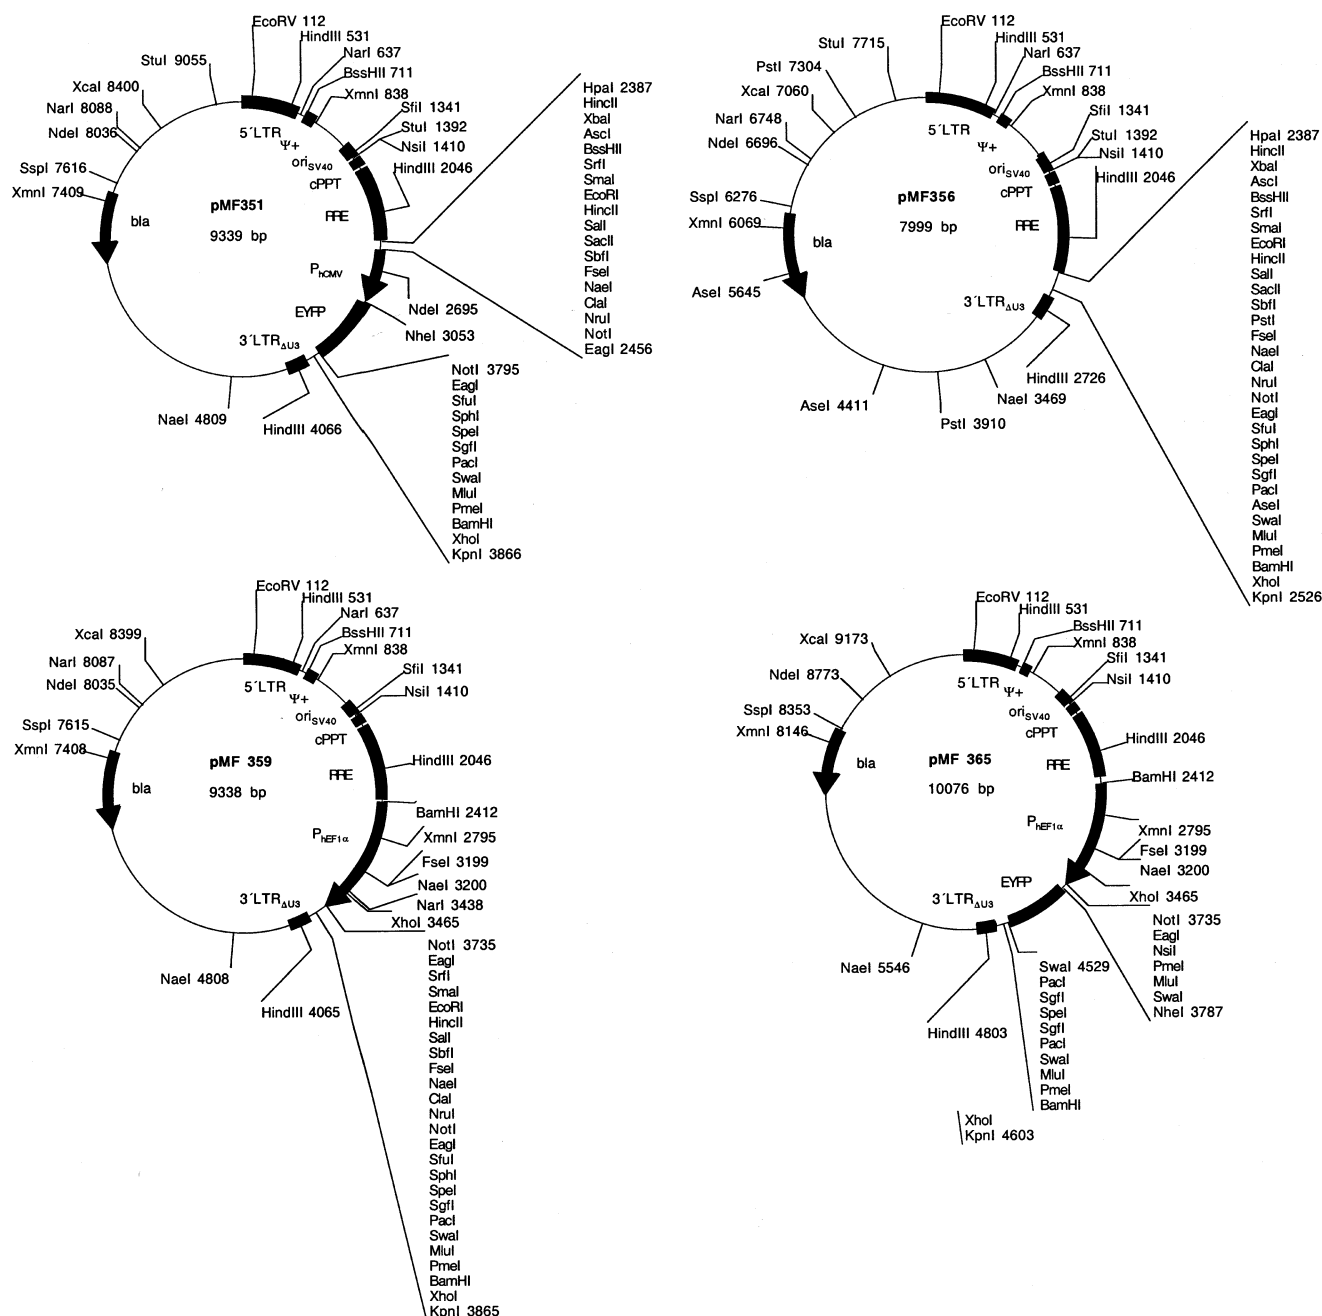 EcoRV 112
HindIII 531
NarI 637
BssHII 711
XmnI 838
SfiI 1341
StuI 1392
NsiI 1410
HindIII 2046
StuI 9055
XcaI 8400
NarI 8088
NdeI 8036
SspI 7616
XmnI 7409
5´LTR
Ψ+
oriSV40
cPPT
RRE
pMF351
9339 bp
bla
PhCMV
EYFP
3´LTRΔU3
NdeI 2695
NheI 3053
NaeI 4809
HindIII 4066
HpaI 2387
HincII
XbaI
AscI
BssHII
SrfI
SmaI
EcoRI
HincII
SalI
SacII
SbfI
FseI
NaeI
ClaI
NruI
NotI
EagI 2456
NotI 3795
EagI
SfuI
SphI
SpeI
SgfI
PacI
SwaI
MluI
PmeI
BamHI
XhoI
KpnI 3866
EcoRV 112
HindIII 531
NarI 637
BssHII 711
XmnI 838
SfiI 1341
StuI 1392
NsiI 1410
HindIII 2046
StuI 7715
PstI 7304
XcaI 7060
NarI 6748
NdeI 6696
SspI 6276
XmnI 6069
AseI 5645
5´LTR
Ψ+
oriSV40
cPPT
RRE
pMF356
7999 bp
bla
3´LTRΔU3
HindIII 2726
NaeI 3469
AseI 4411
PstI 3910
HpaI 2387
HincII
XbaI
AscI
BssHII
SrfI
SmaI
EcoRI
HincII
SalI
SacII
SbfI
PstI
FseI
NaeI
ClaI
NruI
NotI
EagI
SfuI
SphI
SpeI
SgfI
PacI
AseI
SwaI
MluI
PmeI
BamHI
XhoI
KpnI 2526
EcoRV 112
HindIII 531
NarI 637
BssHII 711
XmnI 838
SfiI 1341
NsiI 1410
XcaI 8399
NarI 8087
NdeI 8035
SspI 7615
XmnI 7408
5´LTR
Ψ+
oriSV40
cPPT
RRE
pMF 359
9338 bp
bla
PhEF1α
3´LTRΔU3
HindIII 2046
BamHI 2412
XmnI 2795
FseI 3199
NaeI 3200
NarI 3438
XhoI 3465
NaeI 4808
HindIII 4065
NotI 3735
EagI
SrfI
SmaI
EcoRI
HincII
SalI
SbfI
FseI
NaeI
ClaI
NruI
NotI
EagI
SfuI
SphI
SpeI
SgfI
PacI
SwaI
MluI
PmeI
BamHI
XhoI
KpnI 3865
EcoRV 112
HindIII 531
BssHII 711
XmnI 838
SfiI 1341
NsiI 1410
XcaI 9173
NdeI 8773
SspI 8353
XmnI 8146
5´LTR
Ψ+
oriSV40
cPPT
RRE
pMF 365
10076 bp
bla
PhEF1α
EYFP
3´LTRΔU3
HindIII 2046
BamHI 2412
XmnI 2795
FseI 3199
NaeI 3200
XhoI 3465
NotI 3735
EagI
NsiI
PmeI
MluI
SwaI
NheI 3787
NaeI 5546
HindIII 4803
SwaI 4529
PacI
SgfI
SpeI
SgfI
PacI
SwaI
MluI
PmeI
BamHI
XhoI
KpnI 4603